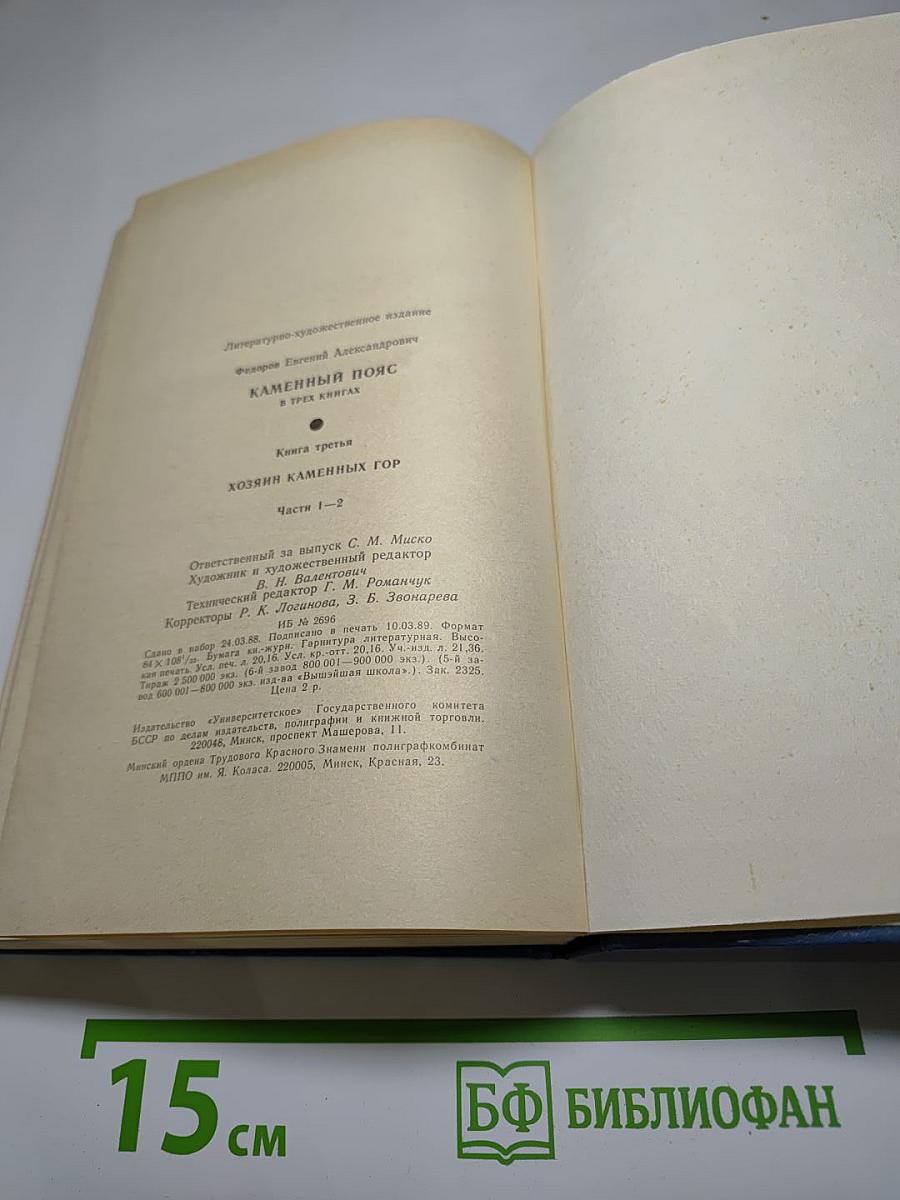 Литературно-художественное издание
Федоров Евгений Александрович
КАМЕННЫЙ ПОЯС
В ТРЕХ КНИГАХ
Книга третья
ХОЗЯИН КАМЕННЫХ ГОР
Части 1—2
Ответственный за выпуск С. М. Миско
Художник и художественный редактор
В. Н. Валентович
Технический редактор Г. М. Романчук
Корректоры Р. К. Логинова, З. Б. Звонарева
ИБ № 2696
Сдано в набор 24.03.88. Подписано в печать 10.03.89. Формат
84×108¹/₃₂. Бумага кн.-журн. Гарнитура литературная. Высо-
кая печать. Усл. печ. л. 20,16. Усл. кр.-отт. 20,16. Уч.-изд. л. 21,36.
Тираж 2 500 000 экз. (6-й завод 800 001—900 000 экз.). (5-й за-
вод 600 001—800 000 экз. изд-ва «Вышэйшая школа».). Зак. 2325.
Цена 2 р.
Издательство «Университетское» Государственного комитета
БССР по делам издательств, полиграфии и книжной торговли.
220048, Минск, проспект Машерова, 11.
Минский ордена Трудового Красного Знамени полиграфкомбинат
МППО им. Я. Коласа. 220005, Минск, Красная, 23.
15 см
БФ БИБЛИОФАН